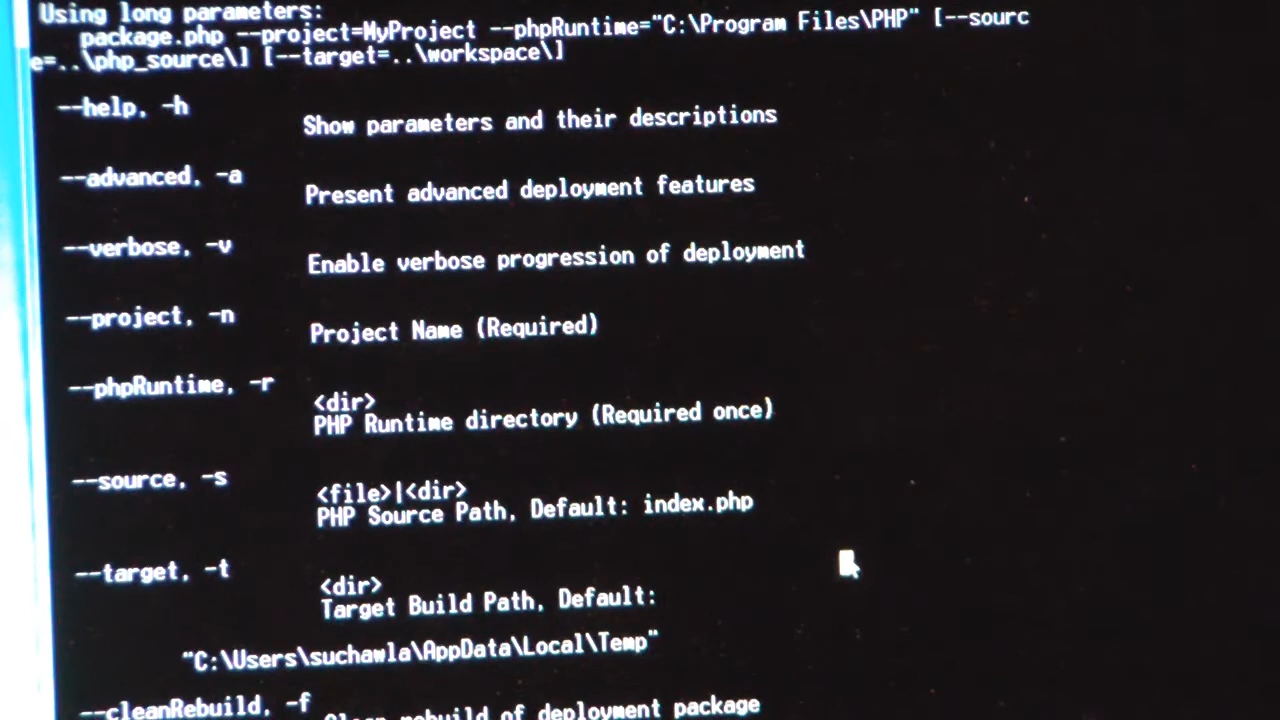 Using long parameters:
package.php --project=MyProject --phpRuntime="C:\Program Files\PHP" [--sourc
e=..\php_source\] [--target=..\workspace\]
--help, -h
Show parameters and their descriptions
--advanced, -a
Present advanced deployment features
--verbose, -v
Enable verbose progression of deployment
--project, -n
Project Name (Required)
--phpRuntime, -r
<dir>
PHP Runtime directory (Required once)
--source, -s
<file>|<dir>
PHP Source Path, Default: index.php
--target, -t
<dir>
Target Build Path, Default:
"C:\Users\suchawla\AppData\Local\Temp"
--cleanRebuild, -f
Clean rebuild of deployment package